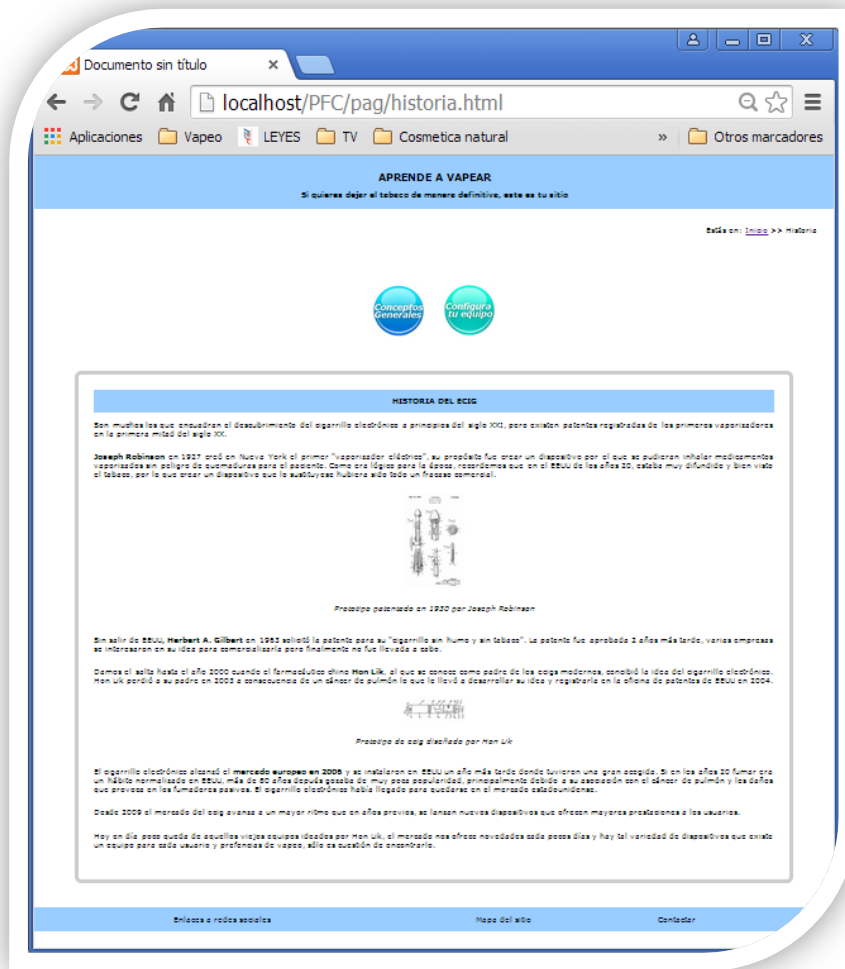 Documento sin título
localhost/PFC/pag/historia.html
Aplicaciones Vapeo LEYES TV Cosmetica natural » Otros marcadores
APRENDE A VAPEAR
Si quieres dejar el tabaco de manera definitiva, este es tu sitio
Estás en: Inicio >> Historia
Conceptos Generales
Configura tu equipo
HISTORIA DEL ECIG
Son muchos los que encuadran el descubrimiento del cigarrillo electrónico a principios del siglo XXI, pero existen patentes registradas de los primeros vaporizadores
en la primera mitad del siglo XX.
Joseph Robinson en 1927 creó en Nueva York el primer "vaporizador eléctrico", su propósito fue crear un dispositivo por el que se pudieran inhalar medicamentos
vaporizados sin peligro de quemaduras para el paciente. Como era lógico para la época, recordemos que en el EEUU de los años 20, estaba muy difundido y bien visto
el tabaco, por lo que crear un dispositivo que lo sustituyese hubiera sido todo un fracaso comercial.
Prototipo patentado en 1930 por Joseph Robinson
Sin salir de EEUU, Herbert A. Gilbert en 1963 solicitó la patente para su "cigarrillo sin humo y sin tabaco". La patente fue aprobada 2 años más tarde, varias empresas
se interesaron en su idea para comercializarla pero finalmente no fue llevada a cabo.
Damos el salto hasta el año 2000 cuando el farmacéutico chino Hon Lik, al que se conoce como padre de los ecigs modernos, concibió la idea del cigarrillo electrónico.
Hon Lik perdió a su padre en 2003 a consecuencia de un cáncer de pulmón lo que le llevó a desarrollar su idea y registrarla en la oficina de patentes de EEUU en 2004.
Prototipo de ecig diseñado por Hon Lik
El cigarrillo electrónico alcanzó el mercado europeo en 2006 y se instalaron en EEUU un año más tarde donde tuvieron una gran acogida. Si en los años 20 fumar era
un hábito normalizado en EEUU, más de 80 años depués gozaba de muy poca popularidad, principalmente debido a su asociación con el cáncer de pulmón y los daños
que provoca en los fumadores pasivos. El cigarrillo electrónico había llegado para quedarse en el mercado estadounidense.
Desde 2009 el mercado del ecig avanza a un mayor ritmo que en años previos, se lanzan nuevos dispositivos que ofrecen mayores prestaciones a los usuarios.
Hoy en día poco queda de aquellos viejos equipos ideados por Hon Lik, el mercado nos ofrece novedades cada pocos días y hay tal variedad de dispositivos que existe
un equipo para cada usuario y prefencias de vapeo, sólo es cuestión de encontrarlo.
Enlaces a redes sociales Mapa del sitio Contactar